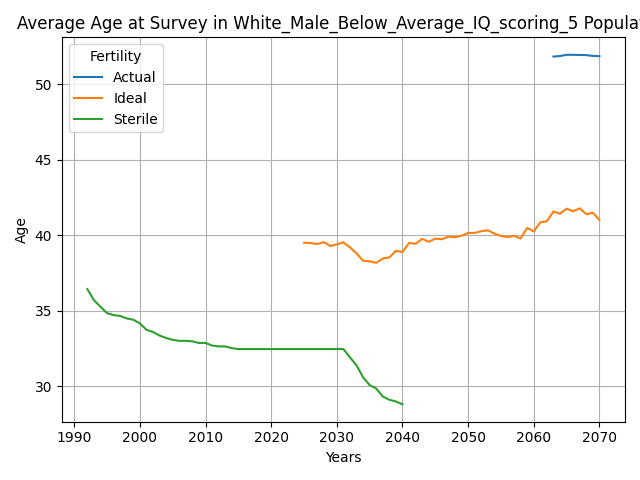 Average Age at Survey in White_Male_Below_Average_IQ_scoring_5 Popula
Fertility
Actual
Ideal
Sterile
50
45
40
35
30
Age
1990 2000 2010 2020 2030 2040 2050 2060 2070
Years